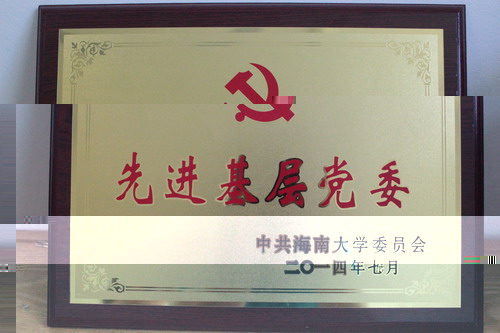 先进基层党委
中共海南大学委员会
二〇一四年七月